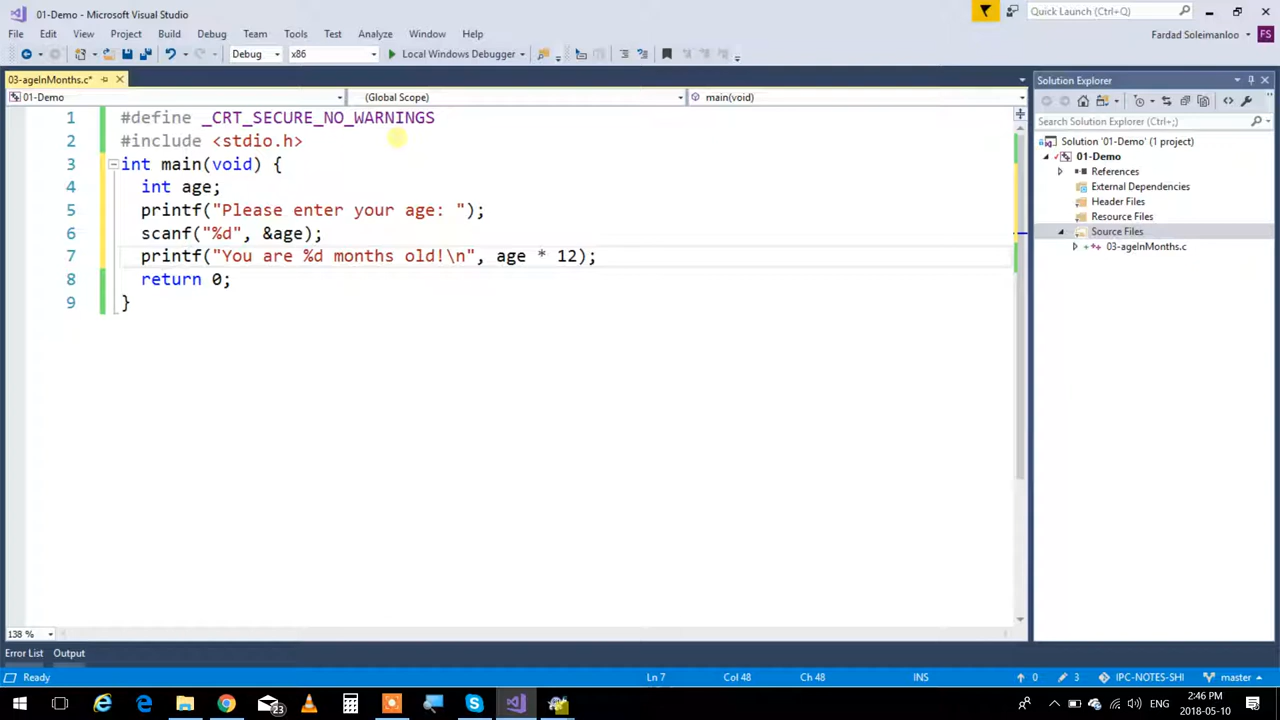 01-Demo - Microsoft Visual Studio
Quick Launch (Ctrl+Q)
File Edit View Project Build Debug Team Tools Test Analyze Window Help
Fardad Soleimanloo FS
Debug x86 Local Windows Debugger
03-ageInMonths.c*
Solution Explorer
01-Demo (Global Scope) main(void)
1 #define _CRT_SECURE_NO_WARNINGS
2 #include <stdio.h>
3 int main(void) {
4 int age;
5 printf("Please enter your age: ");
6 scanf("%d", &age);
7 printf("You are %d months old!\n", age * 12);
8 return 0;
9 }
Search Solution Explorer (Ctrl+;)
Solution '01-Demo' (1 project)
01-Demo
References
External Dependencies
Header Files
Resource Files
Source Files
03-ageInMonths.c
138 %
Error List Output
Ready Ln 7 Col 48 Ch 48 INS 0 3 IPC-NOTES-SHI master
23
2:46 PM
2018-05-10